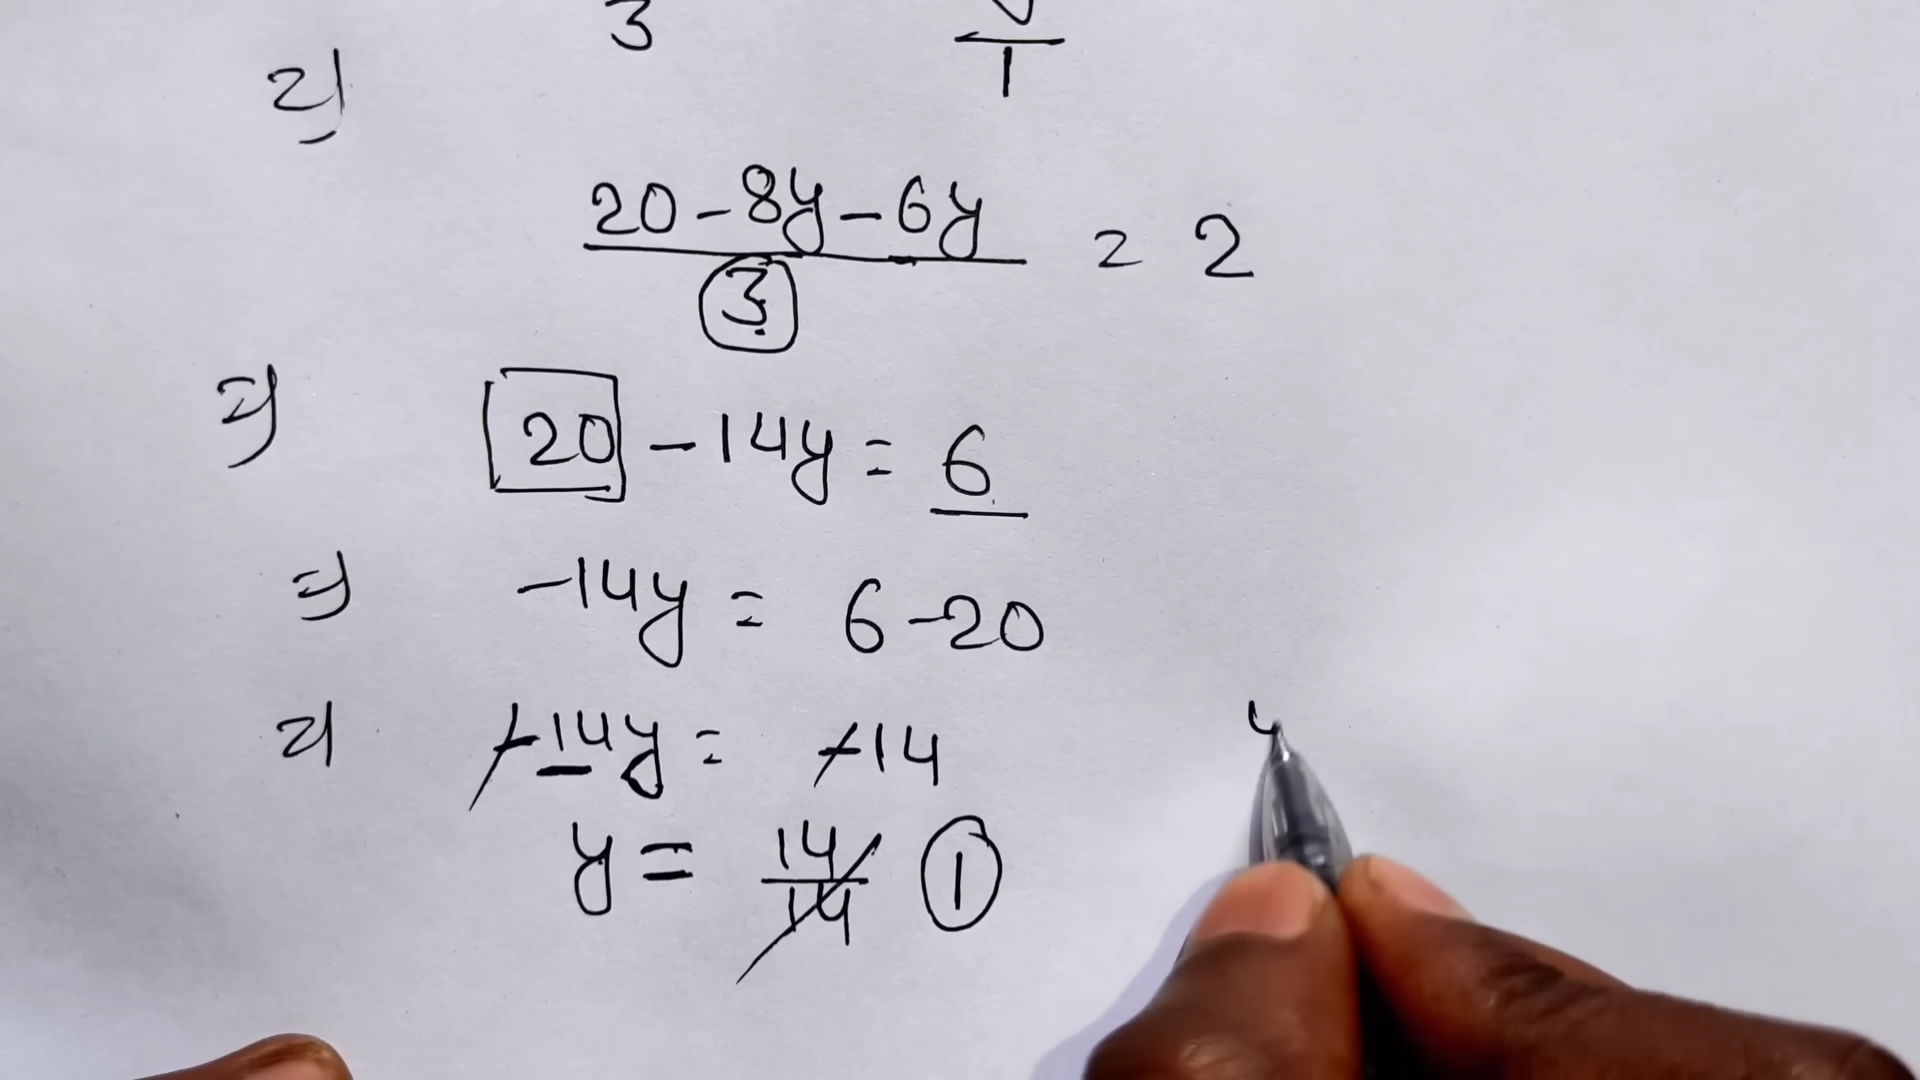 3 y/1
=)
(20-8y-6y)/3 = 2
=) 20-14y = 6
=) -14y = 6-20
=) -14y = -14
y = 14/14 1
y